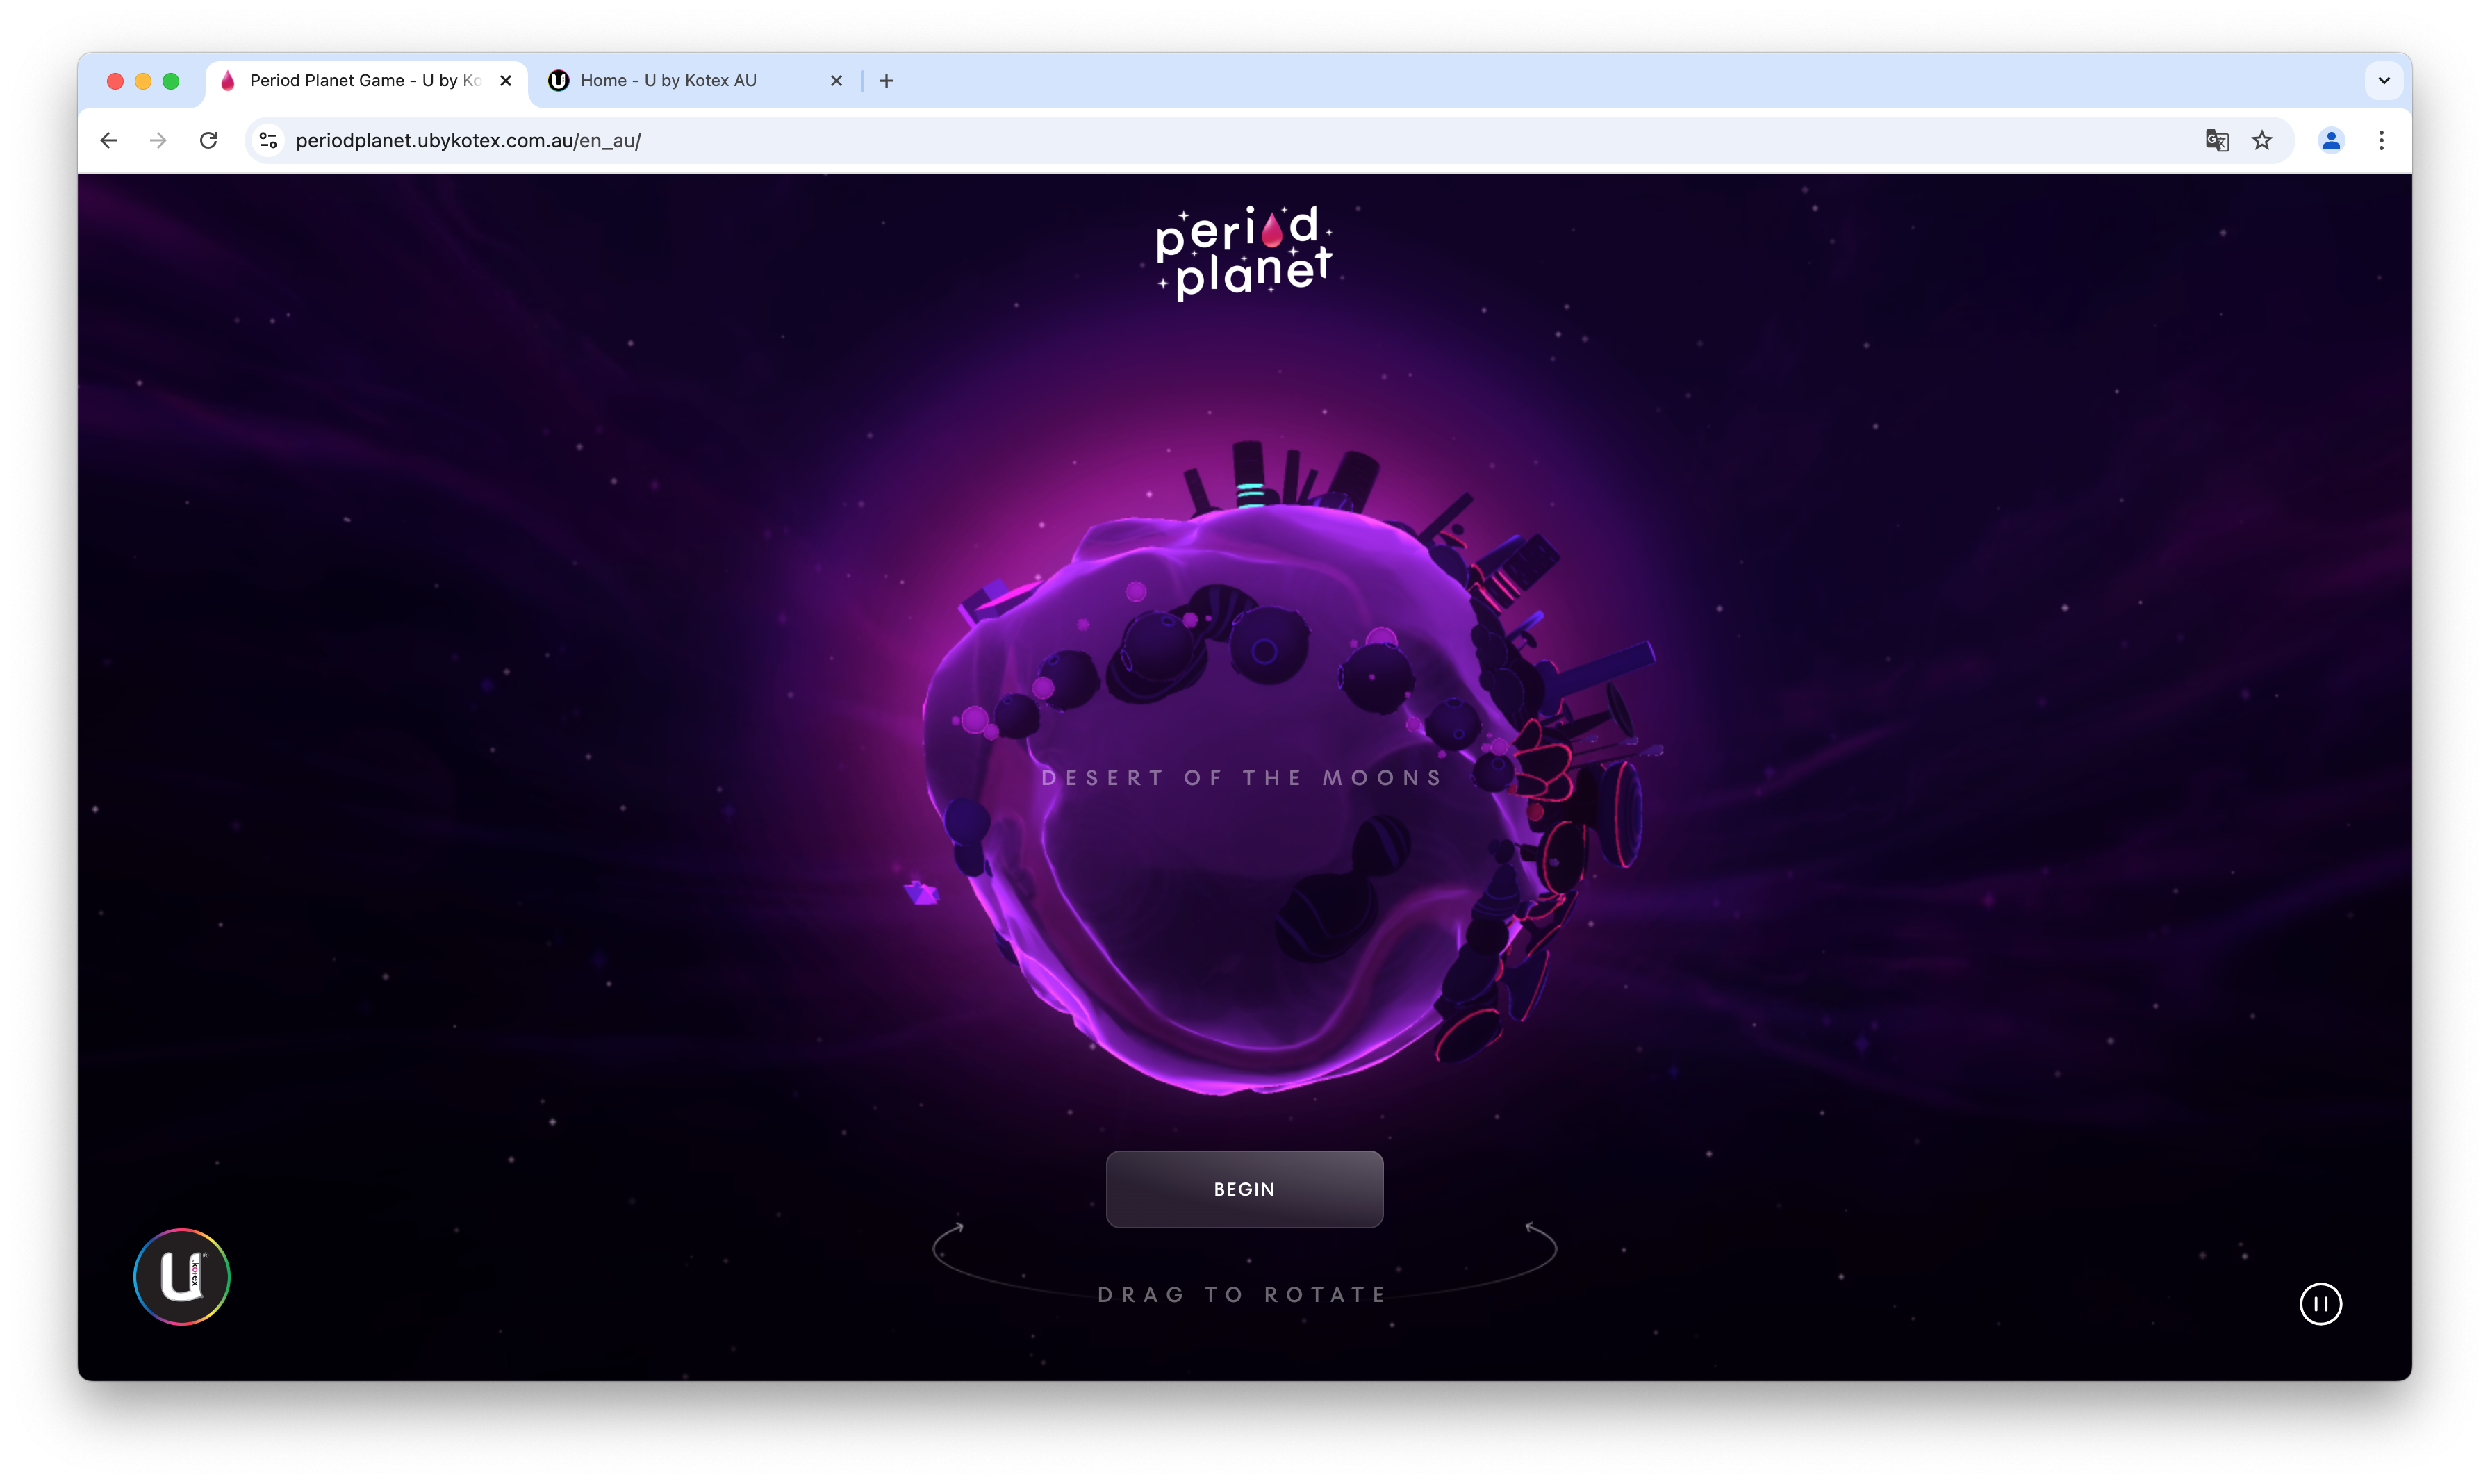 Period Planet Game - U by Ko
Home - U by Kotex AU
periodplanet.ubykotex.com.au/en_au/
period
planet
DESERT OF THE MOONS
BEGIN
DRAG TO ROTATE
U kotex®